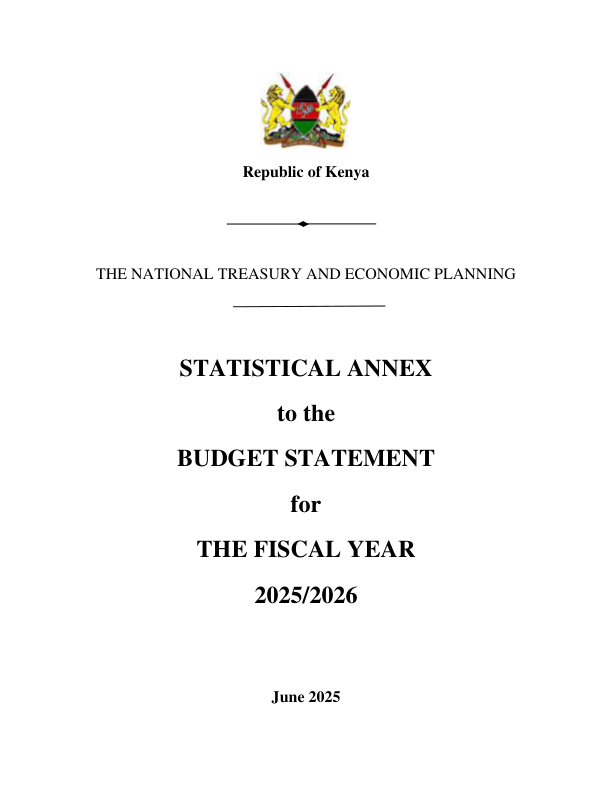 Republic of Kenya
THE NATIONAL TREASURY AND ECONOMIC PLANNING
STATISTICAL ANNEX
to the
BUDGET STATEMENT
for
THE FISCAL YEAR
2025/2026
June 2025